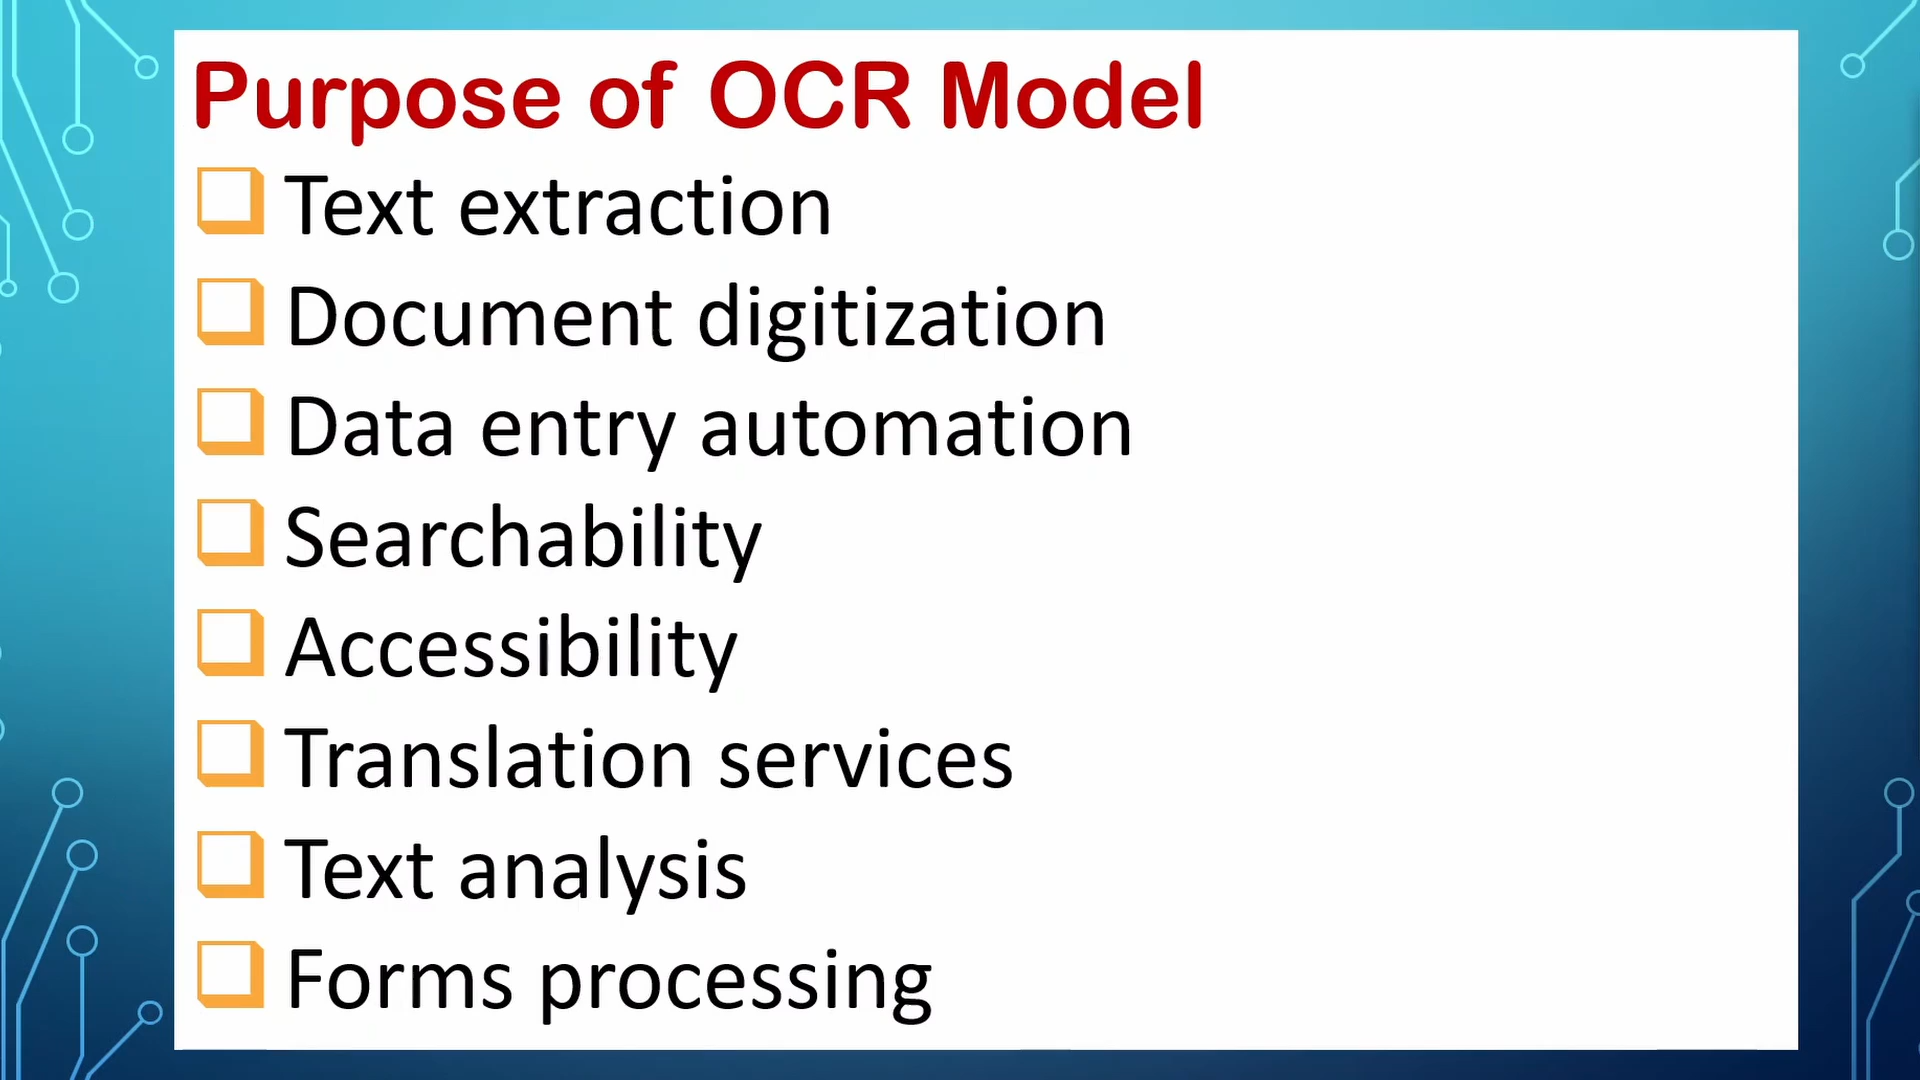 Purpose of OCR Model
Text extraction
Document digitization
Data entry automation
Searchability
Accessibility
Translation services
Text analysis
Forms processing